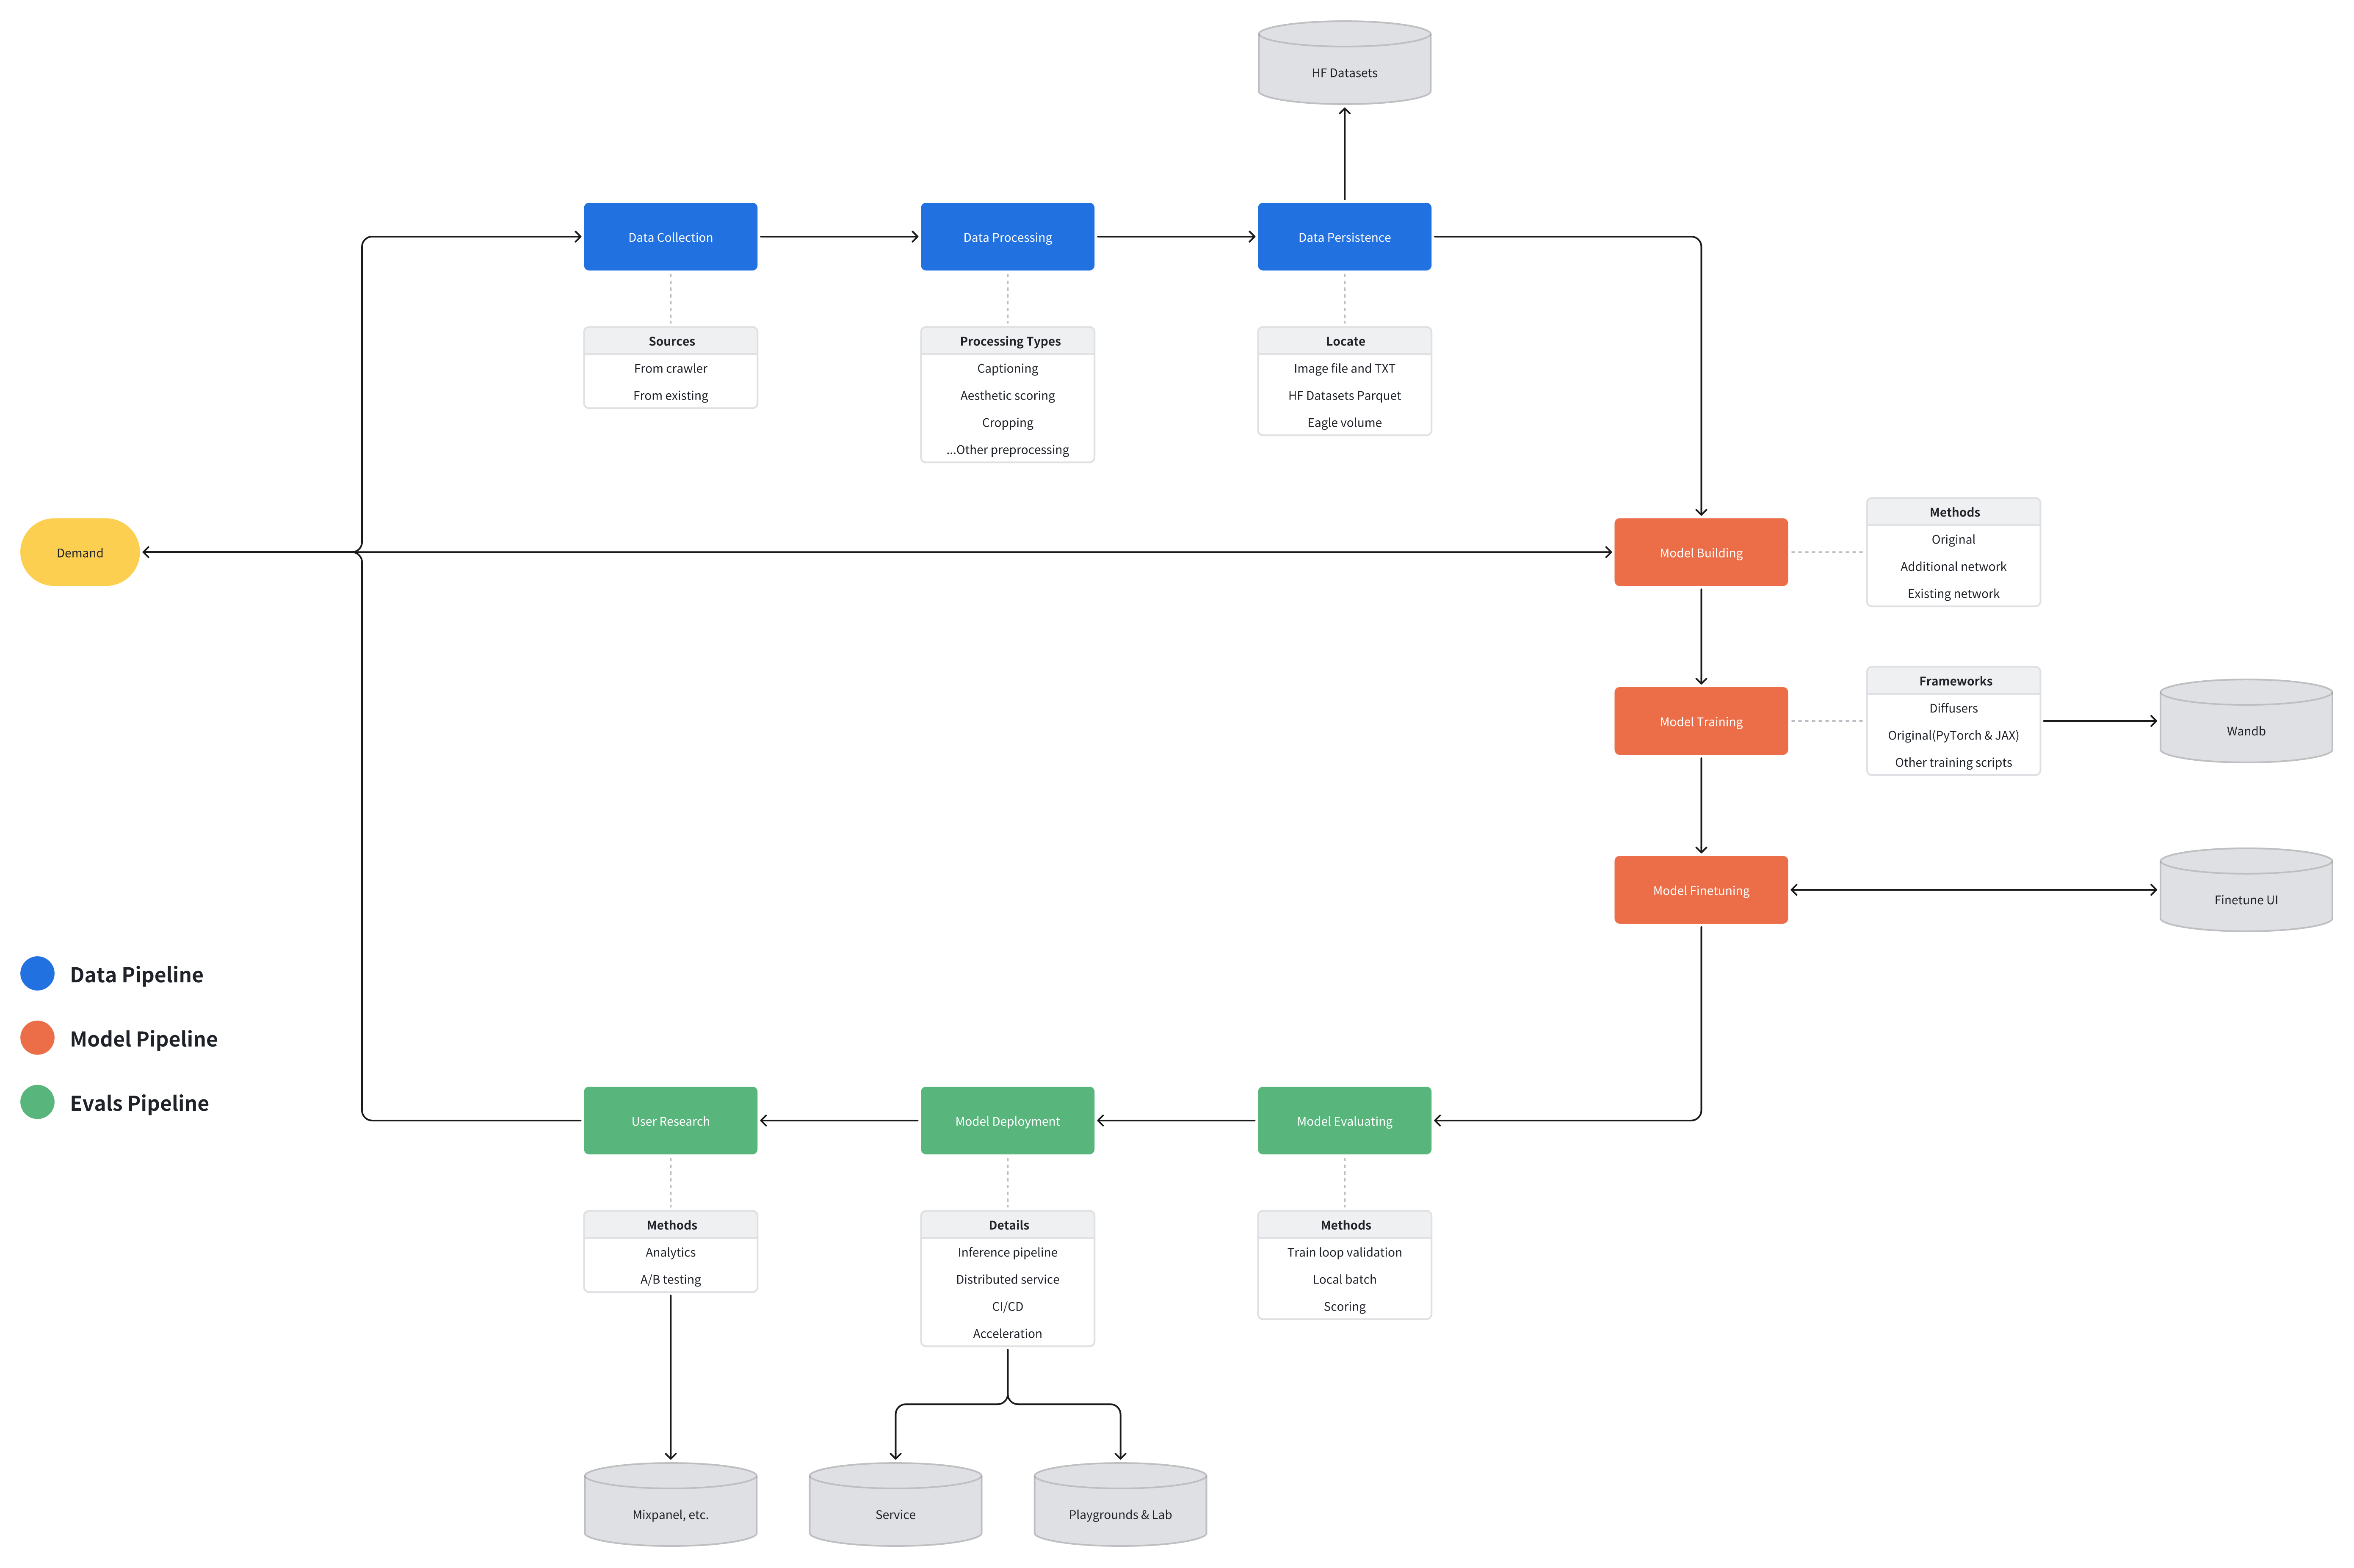 HF Datasets
Data Collection
Data Processing
Data Persistence
Sources
From crawler
From existing
Processing Types
Captioning
Aesthetic scoring
Cropping
...Other preprocessing
Locate
Image file and TXT
HF Datasets Parquet
Eagle volume
Demand
Model Building
Methods
Original
Additional network
Existing network
Model Training
Frameworks
Diffusers
Original(PyTorch & JAX)
Other training scripts
Wandb
Model Finetuning
Finetune UI
Data Pipeline
Model Pipeline
Evals Pipeline
User Research
Model Deployment
Model Evaluating
Methods
Analytics
A/B testing
Details
Inference pipeline
Distributed service
CI/CD
Acceleration
Methods
Train loop validation
Local batch
Scoring
Mixpanel, etc.
Service
Playgrounds & Lab